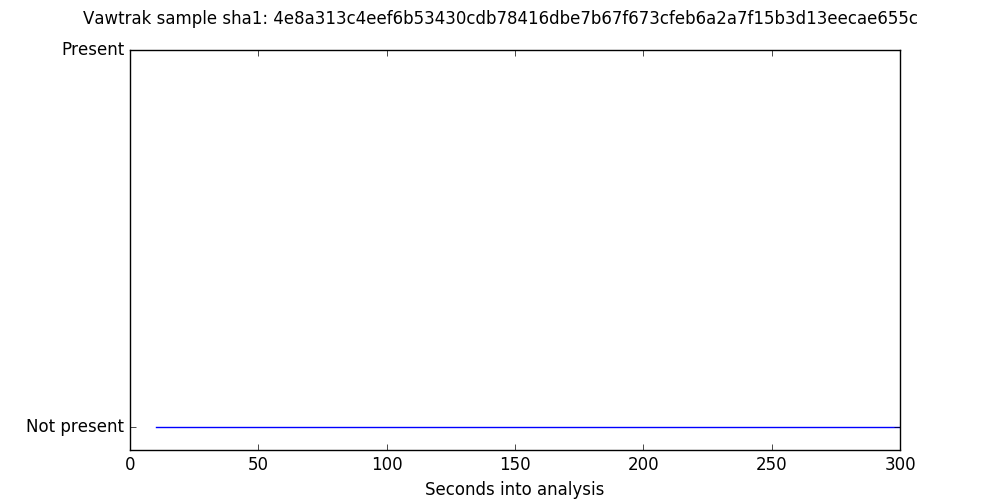 Vawtrak sample sha1: 4e8a313c4eef6b53430cdb78416dbe7b67f673cfeb6a2a7f15b3d13eecae655c
Present
Not present
0 50 100 150 200 250 300
Seconds into analysis